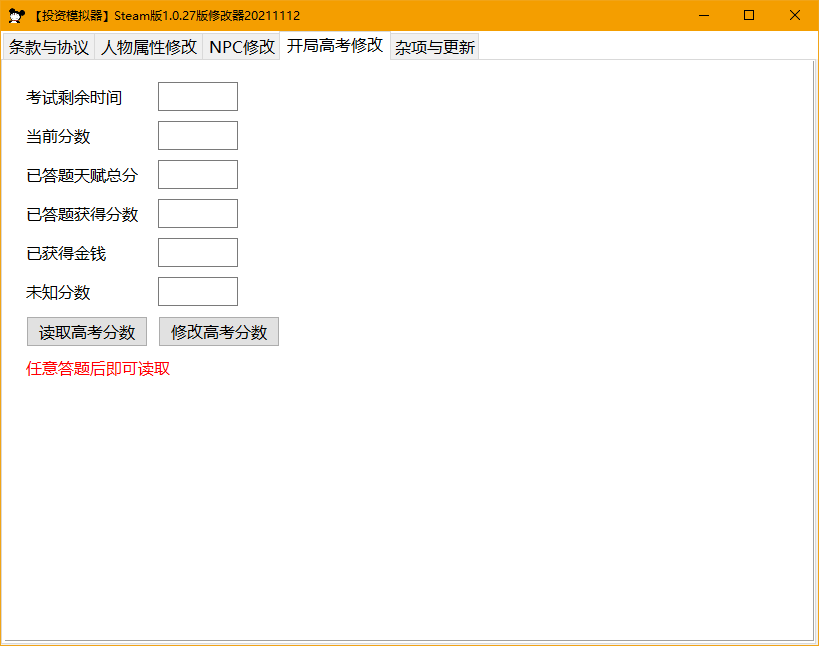 【投资模拟器】Steam版1.0.27版修改器20211112
条款与协议 人物属性修改 NPC修改 开局高考修改 杂项与更新
考试剩余时间
当前分数
已答题天赋总分
已答题获得分数
已获得金钱
未知分数
读取高考分数 修改高考分数
任意答题后即可读取